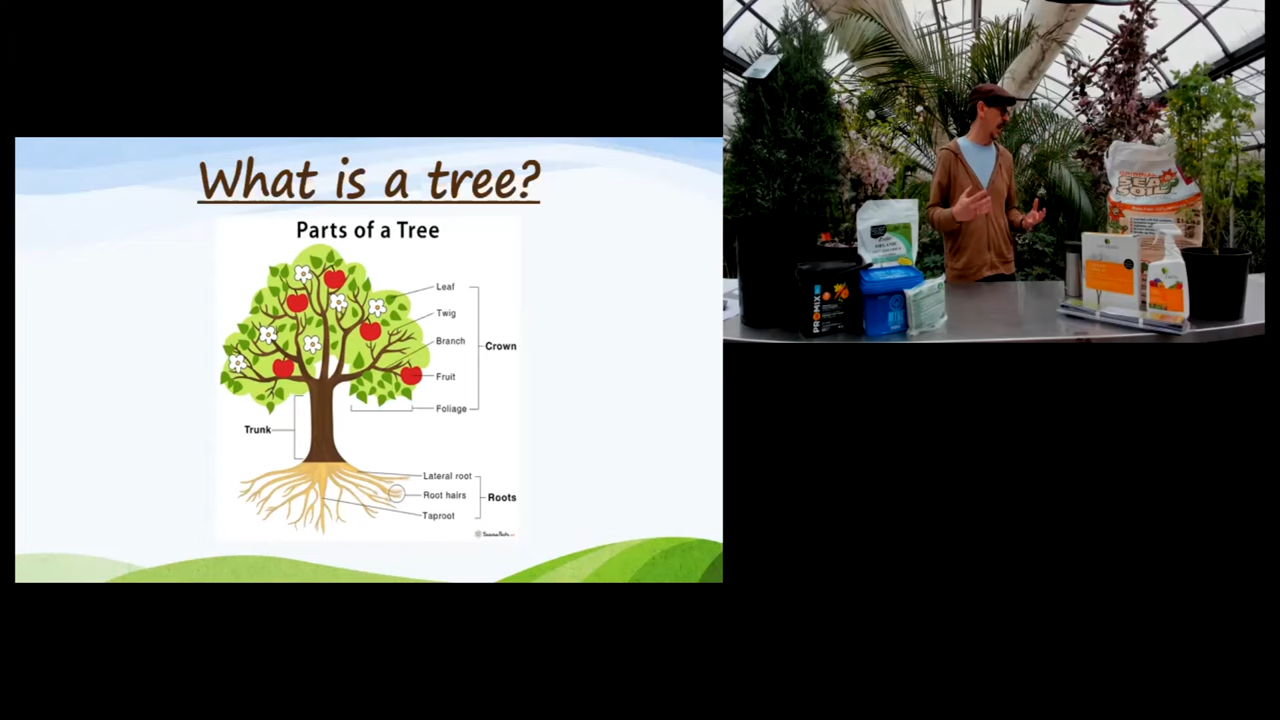 What is a tree?
Parts of a Tree
Leaf
Twig
Branch
Crown
Fruit
Foliage
Trunk
Lateral root
Root hairs
Roots
Taproot
PROMIX
SEA
SOIL